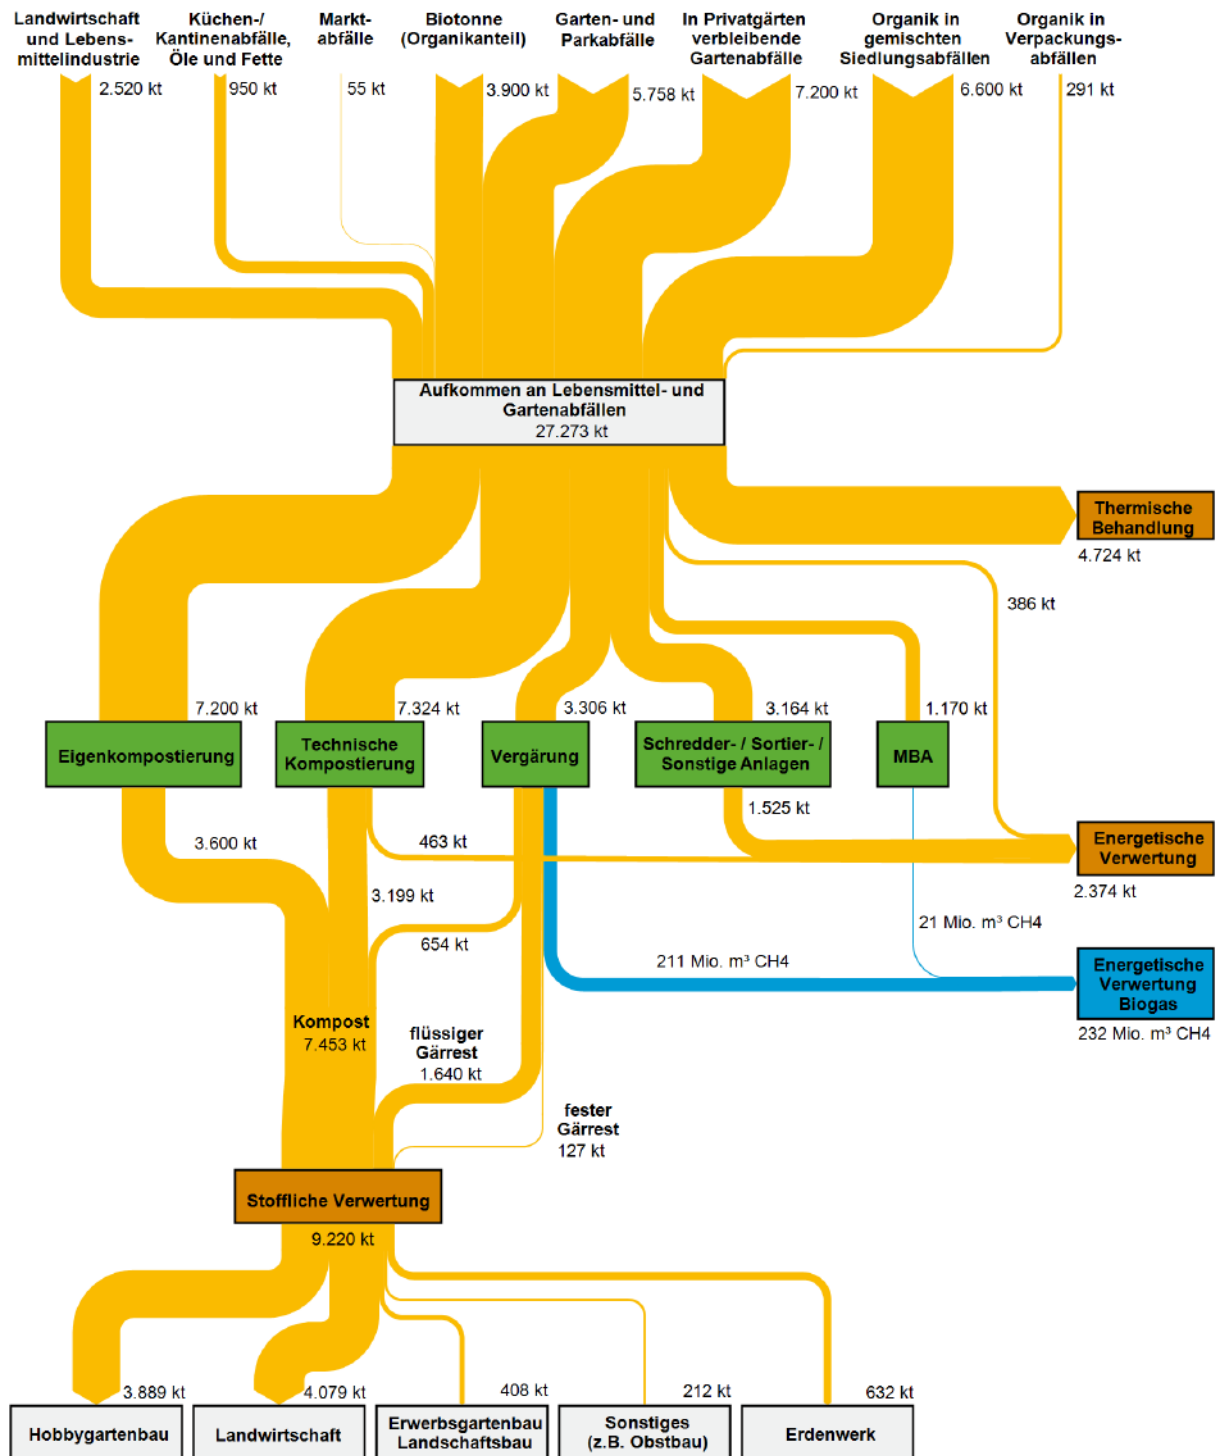 Landwirtschaft
und Lebens-
mittelindustrie
2.520 kt
Küchen-/
Kantinenabfälle,
Öle und Fette
950 kt
Markt-
abfälle
55 kt
Biotonne
(Organikanteil)
3.900 kt
Garten- und
Parkabfälle
5.758 kt
In Privatgärten
verbleibende
Gartenabfälle
7.200 kt
Organik in
gemischten
Siedlungsabfällen
6.600 kt
Organik in
Verpackungs-
abfällen
291 kt
Aufkommen an Lebensmittel- und
Gartenabfällen
27.273 kt
Thermische
Behandlung
4.724 kt
386 kt
7.200 kt
Eigenkompostierung
7.324 kt
Technische
Kompostierung
3.306 kt
Vergärung
3.164 kt
Schredder- / Sortier- /
Sonstige Anlagen
1.170 kt
MBA
1.525 kt
3.600 kt
463 kt
Energetische
Verwertung
2.374 kt
3.199 kt
654 kt
21 Mio. m³ CH4
211 Mio. m³ CH4
Energetische
Verwertung
Biogas
232 Mio. m³ CH4
Kompost
7.453 kt
flüssiger
Gärrest
1.640 kt
fester
Gärrest
127 kt
Stoffliche Verwertung
9.220 kt
3.889 kt
Hobbygartenbau
4.079 kt
Landwirtschaft
408 kt
Erwerbsgartenbau
Landschaftsbau
212 kt
Sonstiges
(z.B. Obstbau)
632 kt
Erdenwerk